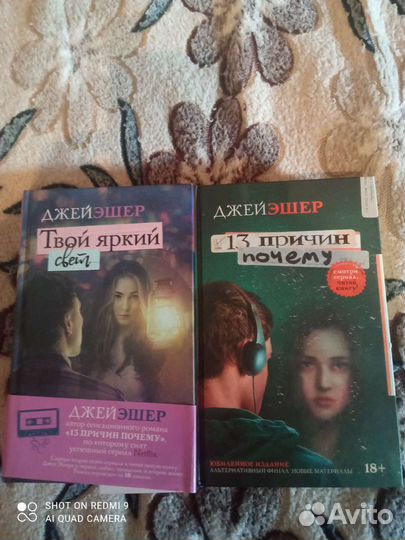 ДЖЕЙЭШЕР
Твой яркий
свет
ДЖЕЙЭШЕР
автор сенсационного романа
«13 ПРИЧИН ПОЧЕМУ»,
по которому снят
успешный сериал Netflix
ДЖЕЙЭШЕР
13 причин
почему
СМОТРИ
СЕРИАЛ,
ЧИТАЙ
КНИГУ!
ЮБИЛЕЙНОЕ ИЗДАНИЕ
АЛЬТЕРНАТИВНЫЙ ФИНАЛ НОВЫЕ МАТЕРИАЛЫ
18+
SHOT ON REDMI 9
AI QUAD CAMERA
Avito